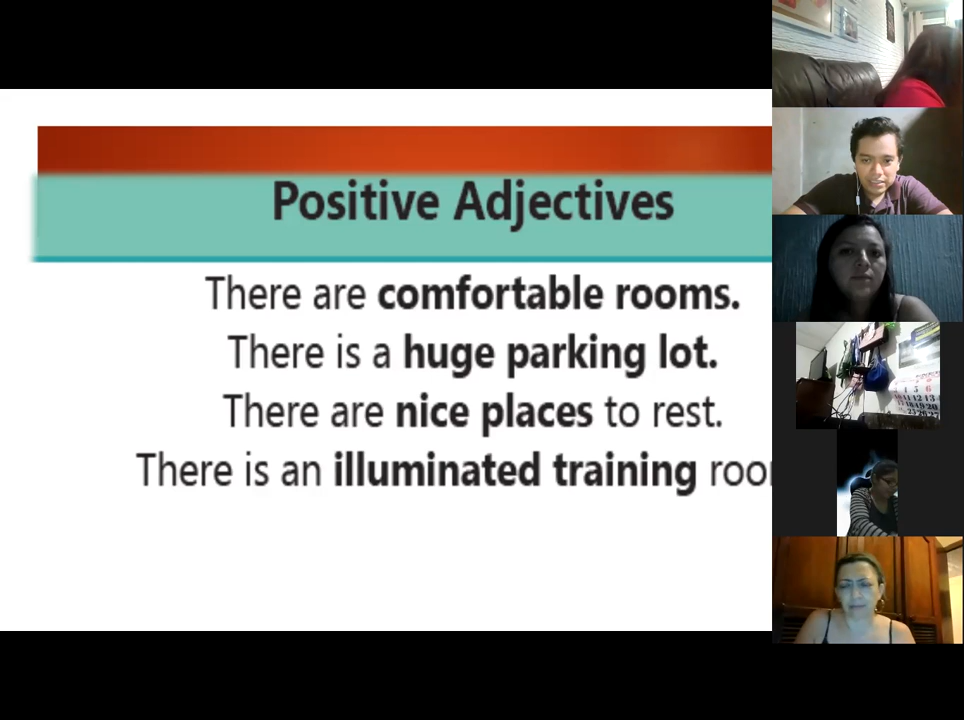 Positive Adjectives
There are comfortable rooms.
There is a huge parking lot.
There are nice places to rest.
There is an illuminated training